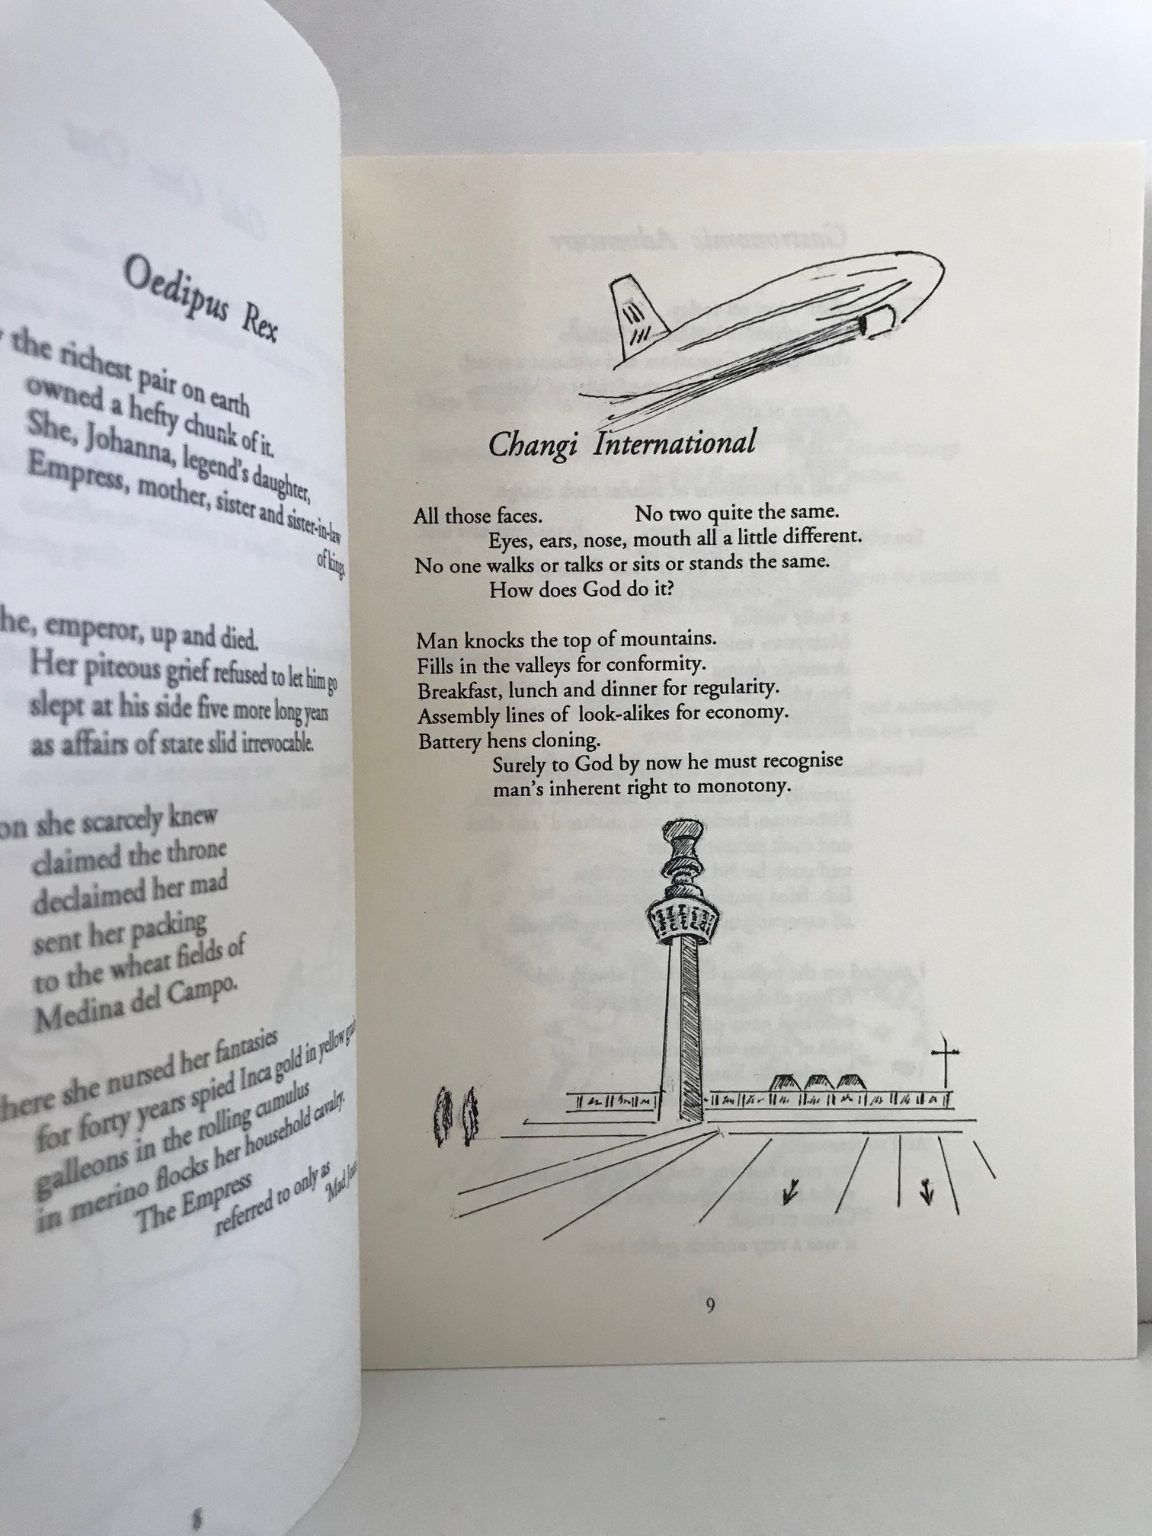 Oedipus Rex
the richest pair on earth
owned a hefty chunk of it.
She, Johanna, legend's daughter,
Empress, mother, sister and sister-in-law
of kings
he, emperor, up and died.
Her piteous grief refused to let him go
slept at his side five more long years
as affairs of state slid irrevocable.
on she scarcely knew
claimed the throne
declaimed her mad
sent her packing
to the wheat fields of
Medina del Campo.
here she nursed her fantasies
for forty years spied Inca gold in yellow
galleons in the rolling cumulus
in merino flocks her household cavalry.
The Empress
referred to only as
'Mad
8
Changi International
All those faces. No two quite the same.
Eyes, ears, nose, mouth all a little different.
No one walks or talks or sits or stands the same.
How does God do it?
Man knocks the top of mountains.
Fills in the valleys for conformity.
Breakfast, lunch and dinner for regularity.
Assembly lines of look-alikes for economy.
Battery hens cloning.
Surely to God by now he must recognise
man's inherent right to monotony.
9